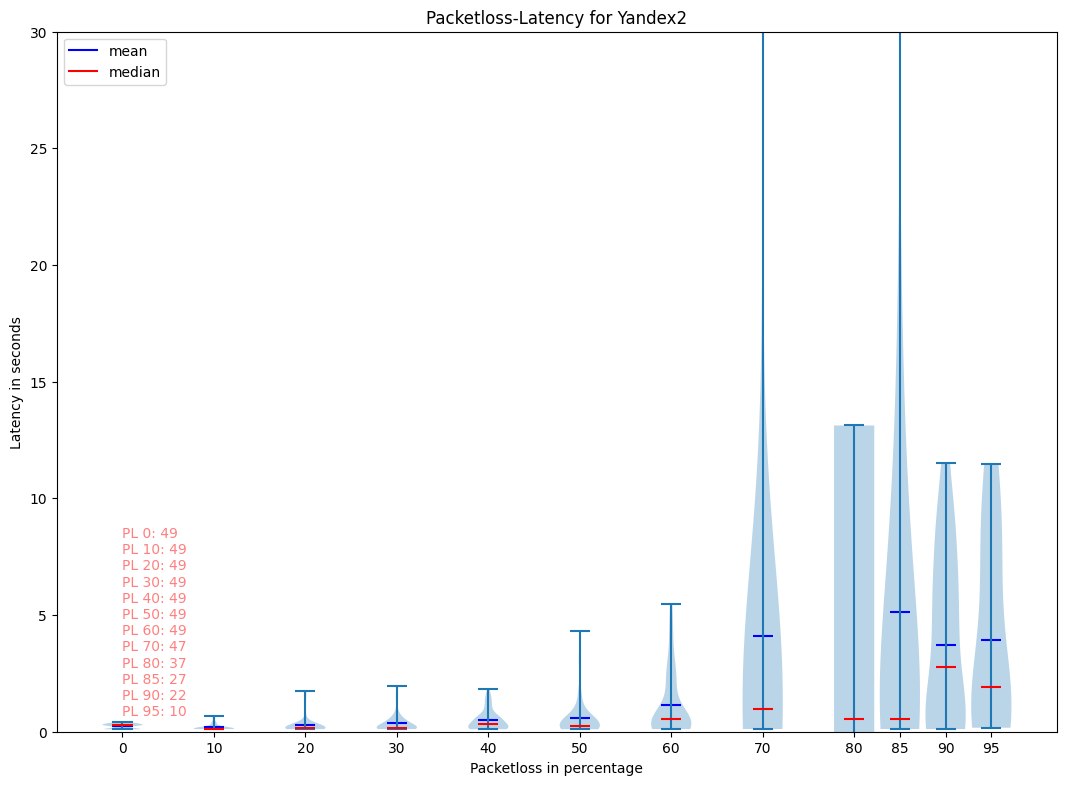 Packetloss-Latency for Yandex2
mean
median
30
25
20
15
10
5
0
Latency in seconds
PL 0: 49
PL 10: 49
PL 20: 49
PL 30: 49
PL 40: 49
PL 50: 49
PL 60: 49
PL 70: 47
PL 80: 37
PL 85: 27
PL 90: 22
PL 95: 10
0 10 20 30 40 50 60 70 80 85 90 95
Packetloss in percentage